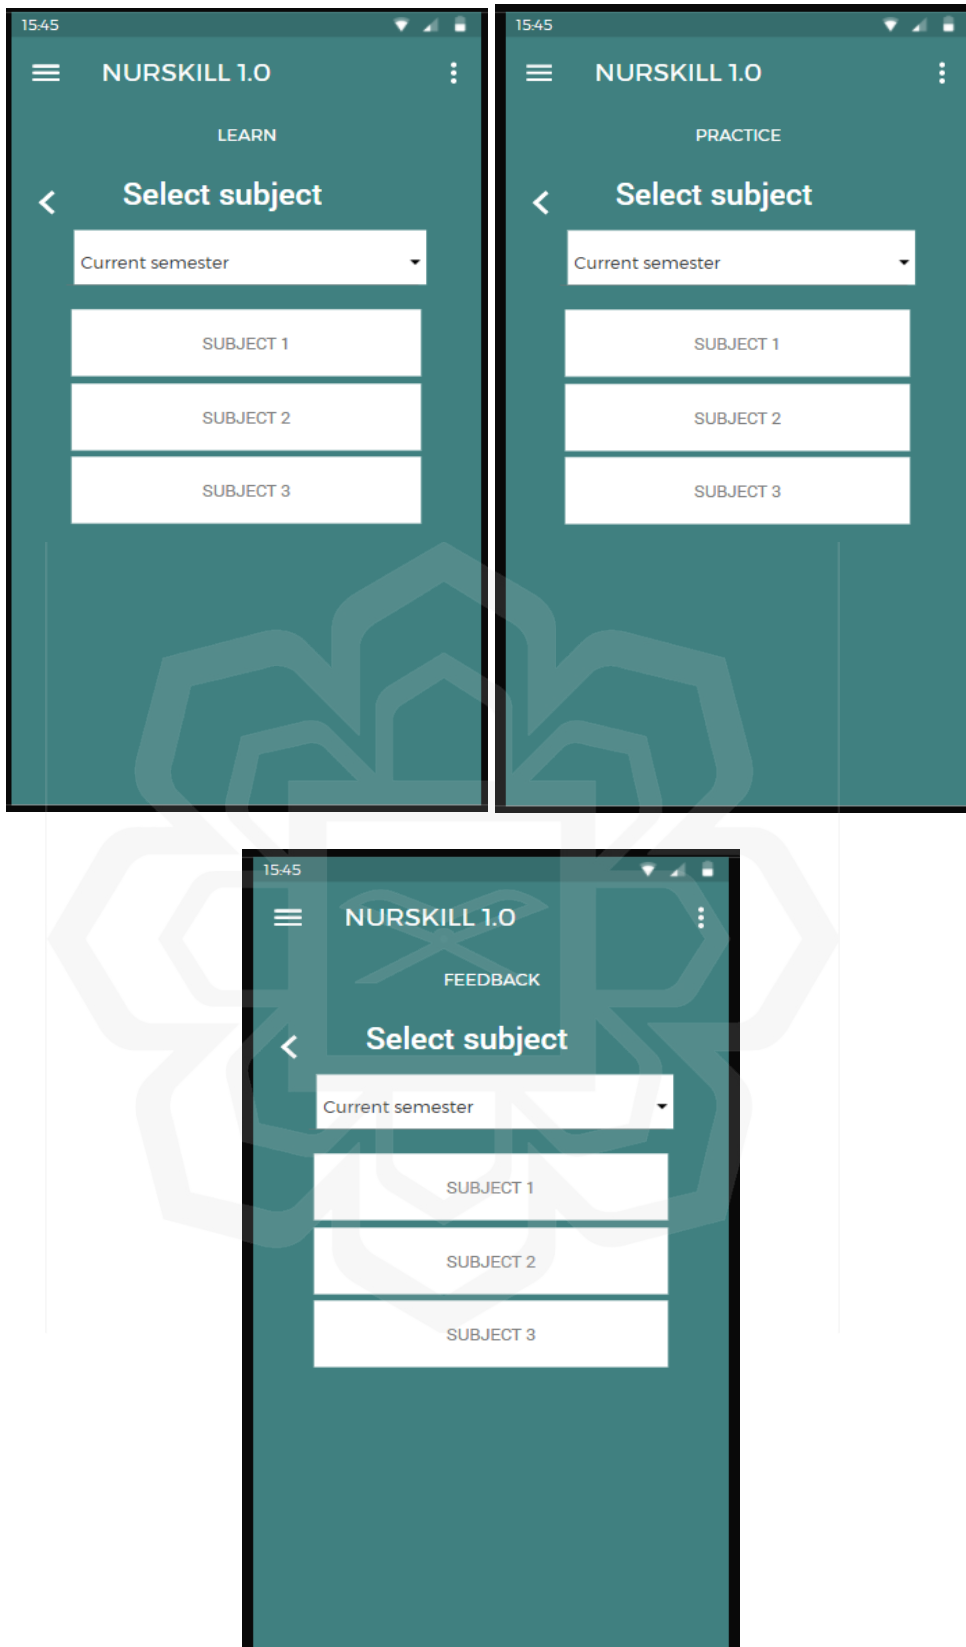 15:45
NURSKILL 1.0
LEARN
Select subject
Current semester
SUBJECT 1
SUBJECT 2
SUBJECT 3
15:45
NURSKILL 1.0
PRACTICE
Select subject
Current semester
SUBJECT 1
SUBJECT 2
SUBJECT 3
15:45
NURSKILL 1.0
FEEDBACK
Select subject
Current semester
SUBJECT 1
SUBJECT 2
SUBJECT 3